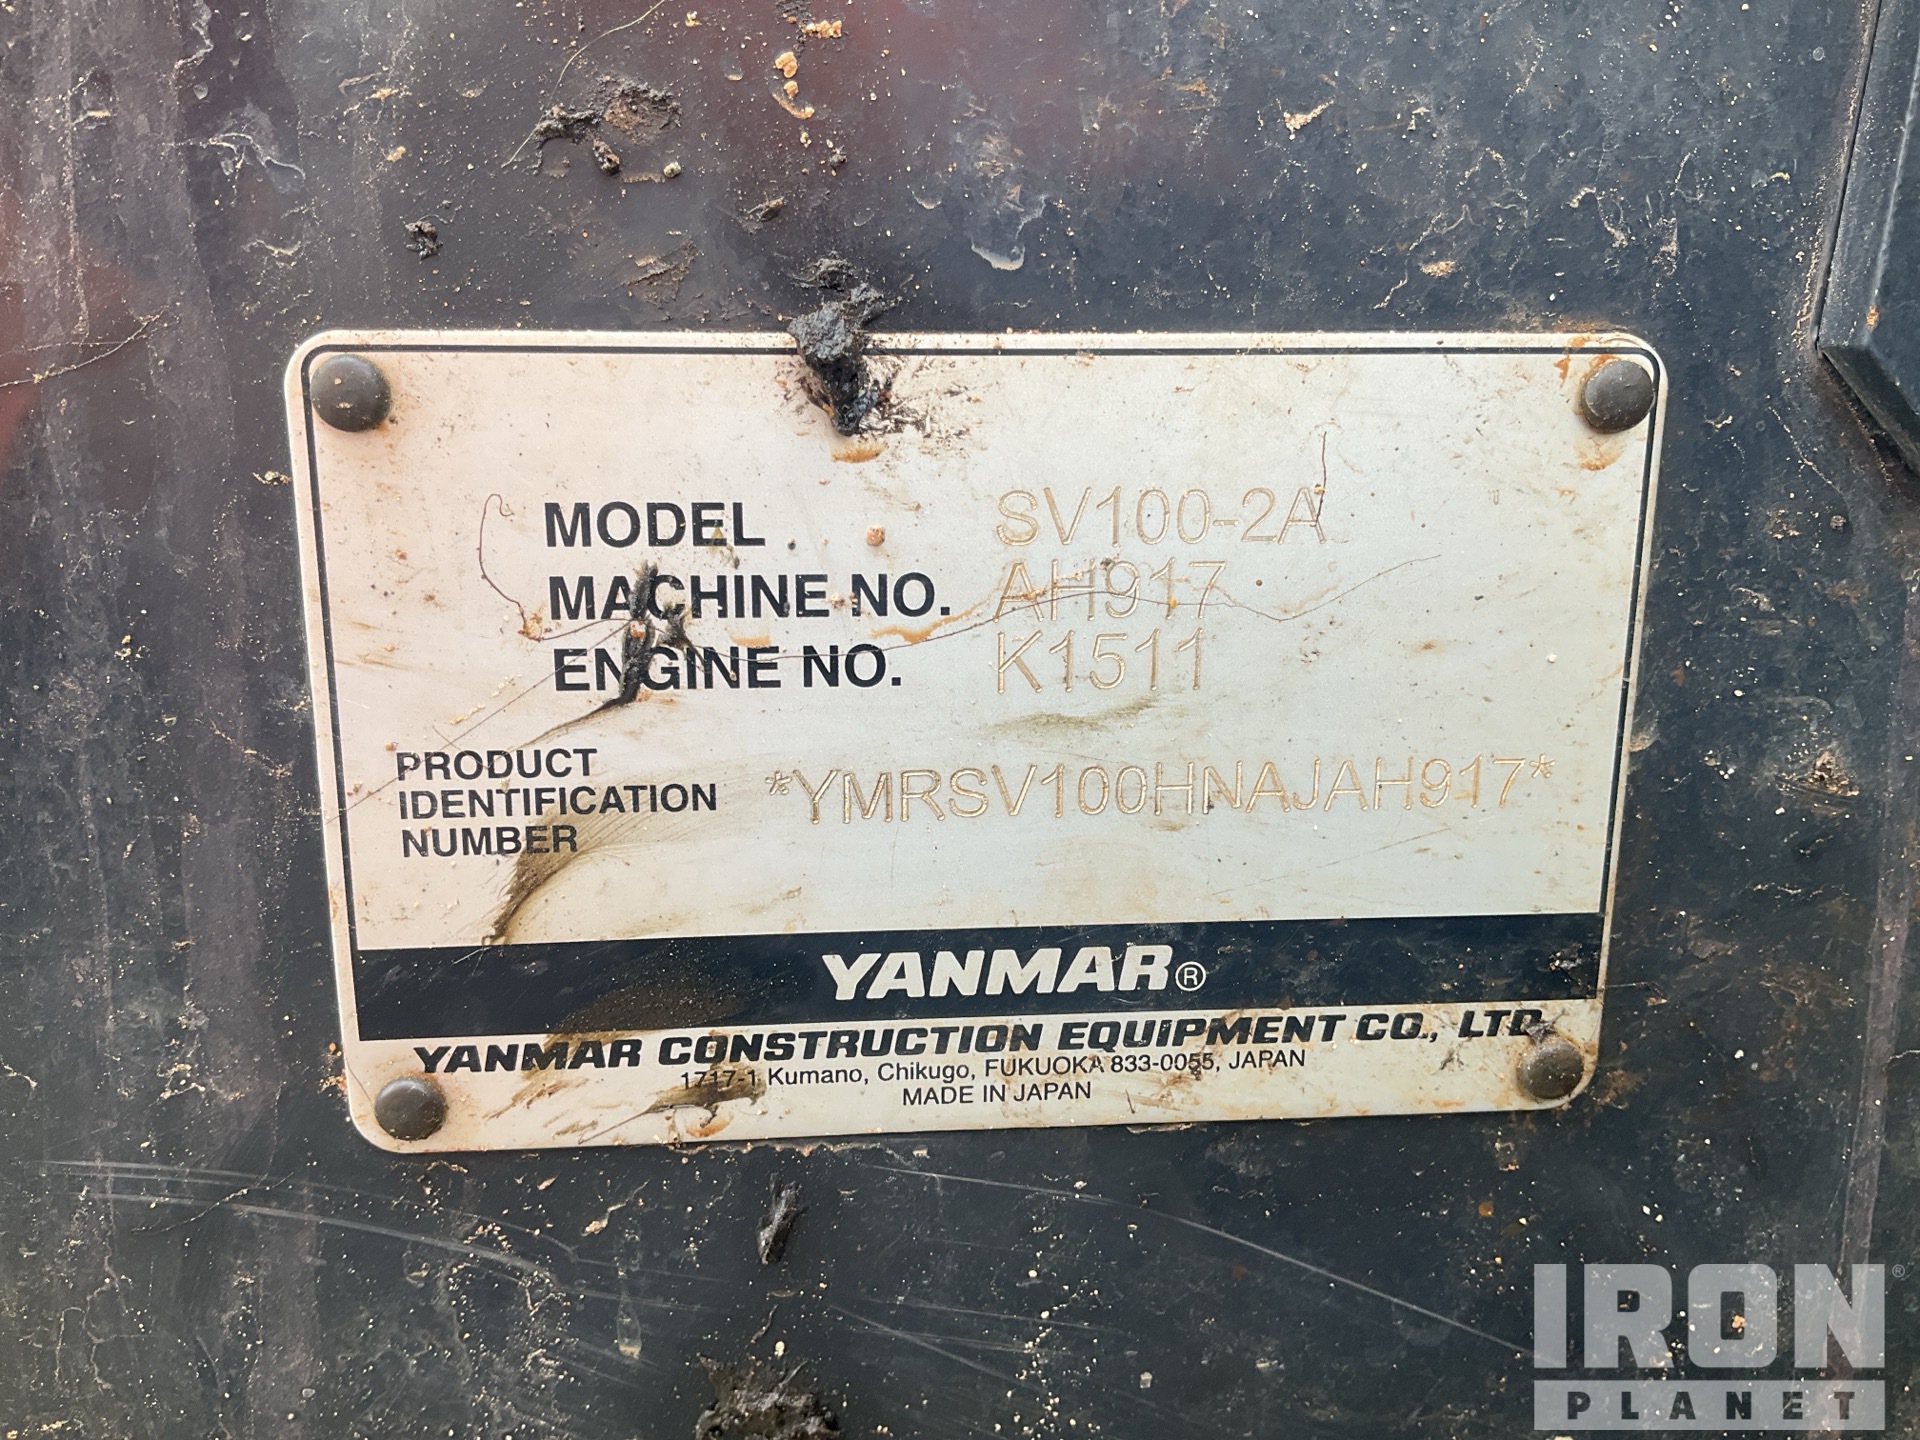 MODEL SV100-2A
MACHINE NO. AH917
ENGINE NO. K1511
PRODUCT
IDENTIFICATION
NUMBER
*YMRSV100HNAJAH917*
YANMAR®
YANMAR CONSTRUCTION EQUIPMENT CO., LTD.
1717-1 Kumano, Chikugo, FUKUOKA 833-0055, JAPAN
MADE IN JAPAN
IRON®
PLANET